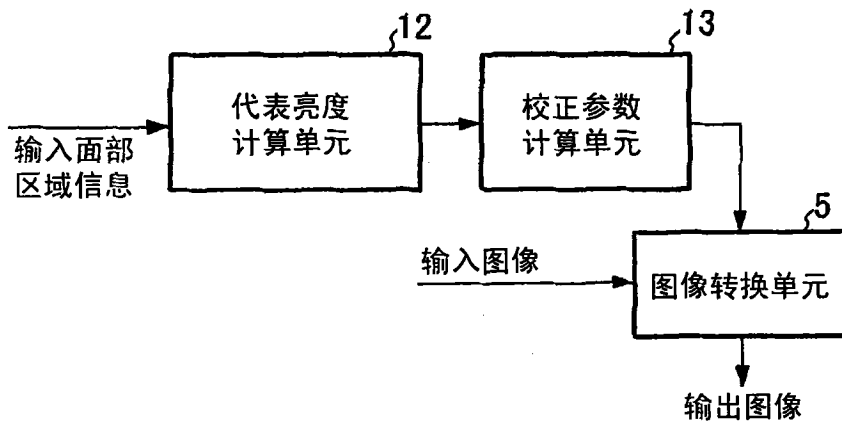 12
代表亮度
计算单元
13
校正参数
计算单元
输入面部
区域信息
5
输入图像
图像转换单元
输出图像